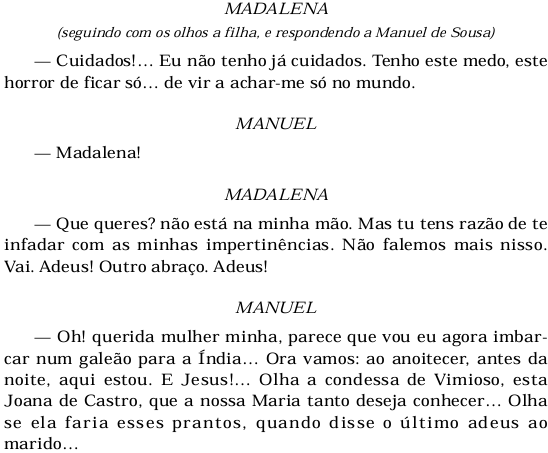 MADALENA
(seguindo com os olhos a filha, e respondendo a Manuel de Sousa)
— Cuidados!… Eu não tenho já cuidados. Tenho este medo, este
horror de ficar só… de vir a achar-me só no mundo.
MANUEL
— Madalena!
MADALENA
— Que queres? não está na minha mão. Mas tu tens razão de te
infadar com as minhas impertinências. Não falemos mais nisso.
Vai. Adeus! Outro abraço. Adeus!
MANUEL
— Oh! querida mulher minha, parece que vou eu agora imbar-
car num galeão para a Índia… Ora vamos: ao anoitecer, antes da
noite, aqui estou. E Jesus!… Olha a condessa de Vimioso, esta
Joana de Castro, que a nossa Maria tanto deseja conhecer… Olha
se ela faria esses prantos, quando disse o último adeus ao
marido…